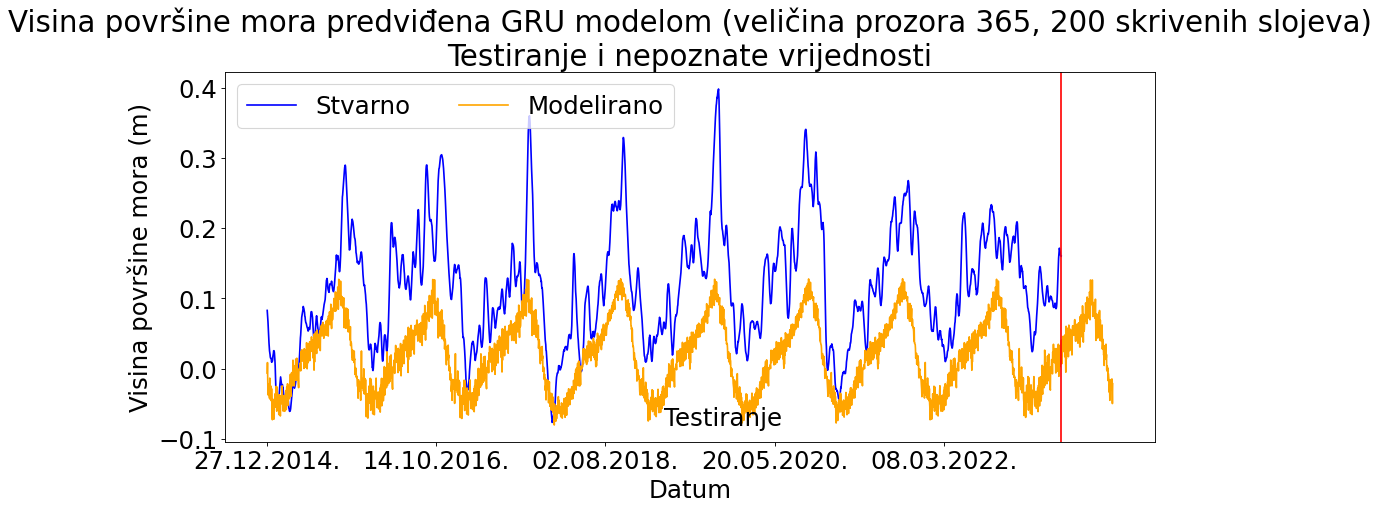 Visina površine mora predviđena GRU modelom (veličina prozora 365, 200 skrivenih slojeva)
Testiranje i nepoznate vrijednosti
Stvarno
Modelirano
Visina površine mora (m)
0.4
0.3
0.2
0.1
0.0
−0.1
Testiranje
27.12.2014.
14.10.2016.
02.08.2018.
20.05.2020.
08.03.2022.
Datum